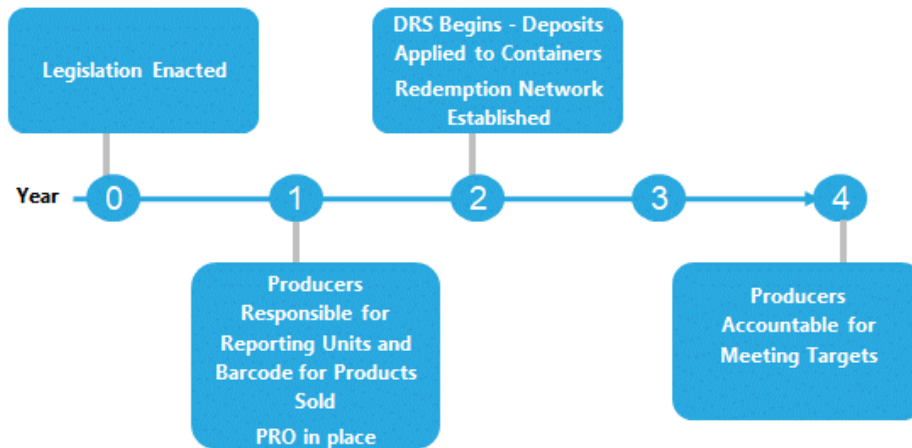 Legislation Enacted
DRS Begins - Deposits
Applied to Containers
Redemption Network
Established
Year
0
1
2
3
4
Producers
Responsible for
Reporting Units and
Barcode for Products
Sold
PRO in place
Producers
Accountable for
Meeting Targets